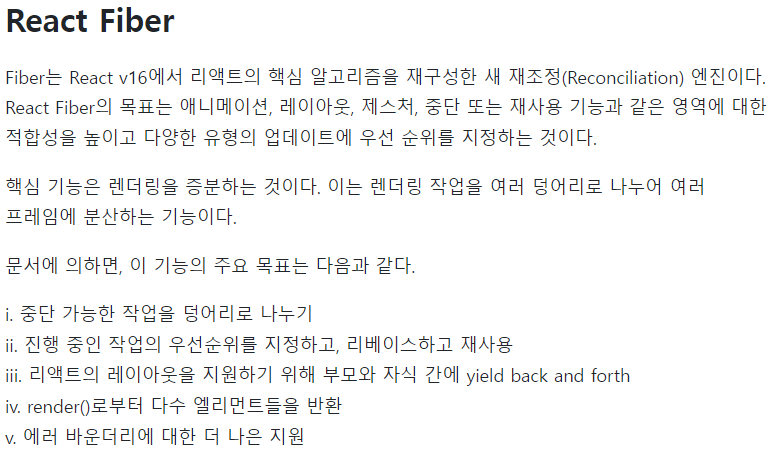 React Fiber
Fiber는 React v16에서 리액트의 핵심 알고리즘을 재구성한 새 재조정(Reconciliation) 엔진이다.
React Fiber의 목표는 애니메이션, 레이아웃, 제스처, 중단 또는 재사용 기능과 같은 영역에 대한
적합성을 높이고 다양한 유형의 업데이트에 우선 순위를 지정하는 것이다.
핵심 기능은 렌더링을 증분하는 것이다. 이는 렌더링 작업을 여러 덩어리로 나누어 여러
프레임에 분산하는 기능이다.
문서에 의하면, 이 기능의 주요 목표는 다음과 같다.
i. 중단 가능한 작업을 덩어리로 나누기
ii. 진행 중인 작업의 우선순위를 지정하고, 리베이스하고 재사용
iii. 리액트의 레이아웃을 지원하기 위해 부모와 자식 간에 yield back and forth
iv. render()로부터 다수 엘리먼트들을 반환
v. 에러 바운더리에 대한 더 나은 지원